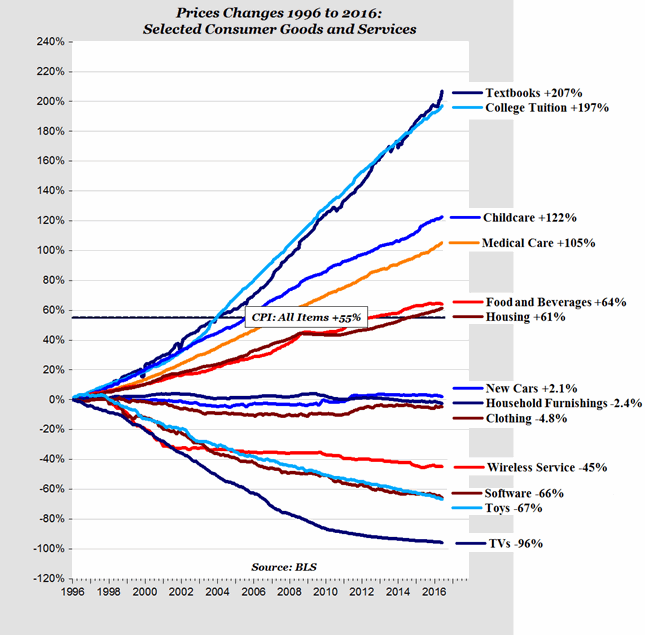 Prices Changes 1996 to 2016:
Selected Consumer Goods and Services
240%
220%
200%
180%
160%
140%
120%
100%
80%
60%
40%
20%
0%
-20%
-40%
-60%
-80%
-100%
-120%
Textbooks +207%
College Tuition +197%
Childcare +122%
Medical Care +105%
Food and Beverages +64%
CPI: All Items +55%
Housing +61%
New Cars +2.1%
Household Furnishings -2.4%
Clothing -4.8%
Wireless Service -45%
Software -66%
Toys -67%
TVs -96%
Source: BLS
1996 1998 2000 2002 2004 2006 2008 2010 2012 2014 2016